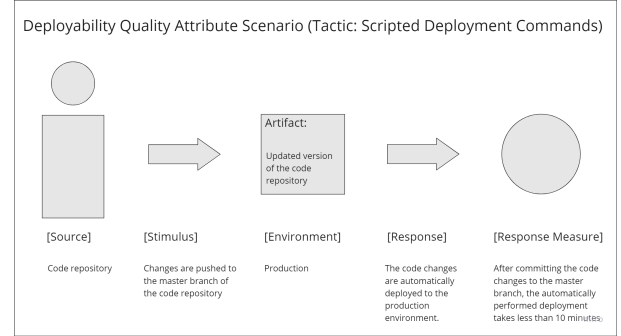 Deployability Quality Attribute Scenario (Tactic: Scripted Deployment Commands)
Artifact:
Updated version
of the code
repository
[Source]
[Stimulus]
[Environment]
[Response]
[Response Measure]
Code repository
Changes are pushed to
the master branch of
the code repository
Production
The code changes
are automatically
deployed to the
production
environment.
After committing the code
changes to the master
branch, the automatically
performed deployment
takes less than 10 minutes